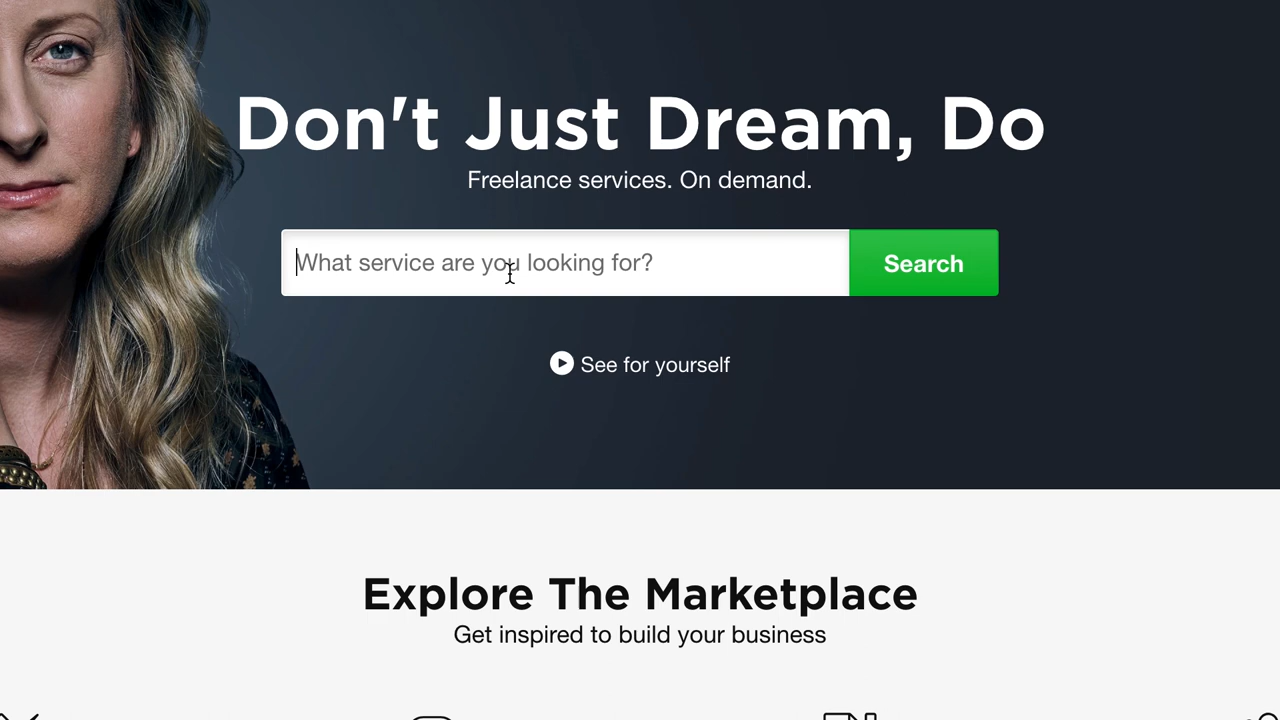 Don't Just Dream, Do
Freelance services. On demand.
What service are you looking for?
Search
See for yourself
Explore The Marketplace
Get inspired to build your business